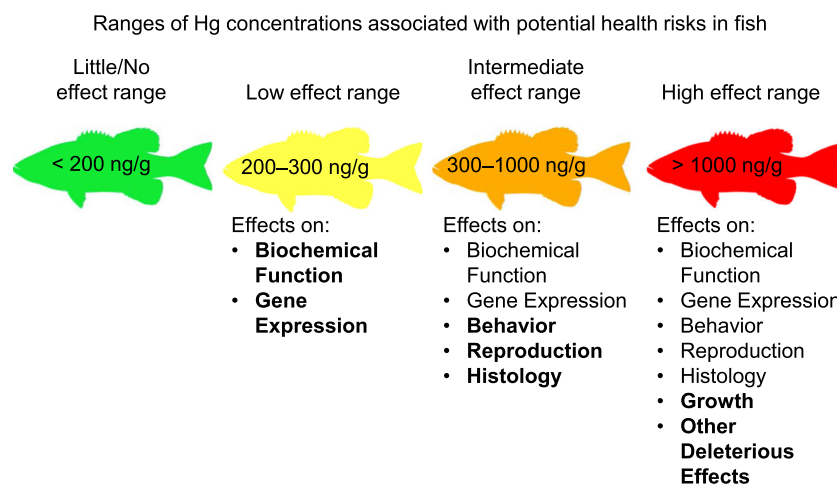 Ranges of Hg concentrations associated with potential health risks in fish
Little/No
effect range
< 200 ng/g
Low effect range
200–300 ng/g
Effects on:
• Biochemical
Function
• Gene
Expression
Intermediate
effect range
300–1000 ng/g
Effects on:
• Biochemical
Function
• Gene Expression
• Behavior
• Reproduction
• Histology
High effect range
> 1000 ng/g
Effects on:
• Biochemical
Function
• Gene Expression
• Behavior
• Reproduction
• Histology
• Growth
• Other
Deleterious
Effects